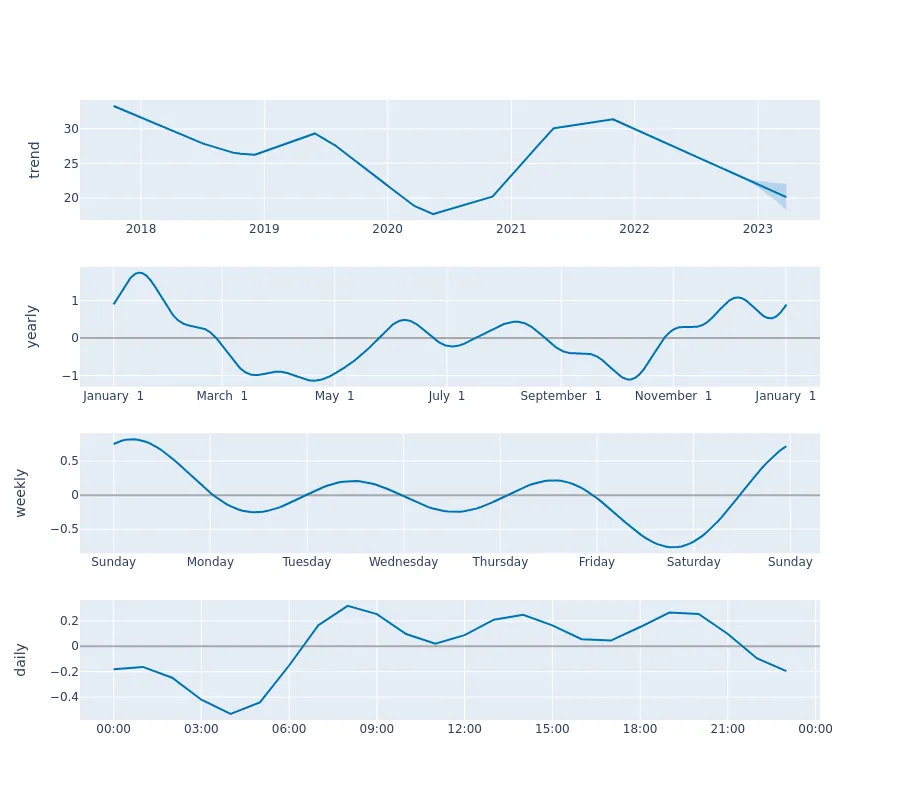 trend
30
25
20
2018 2019 2020 2021 2022 2023
yearly
1
0
−1
January 1 March 1 May 1 July 1 September 1 November 1 January 1
weekly
0.5
0
−0.5
Sunday Monday Tuesday Wednesday Thursday Friday Saturday Sunday
daily
0.2
0
−0.2
−0.4
00:00 03:00 06:00 09:00 12:00 15:00 18:00 21:00 00:00